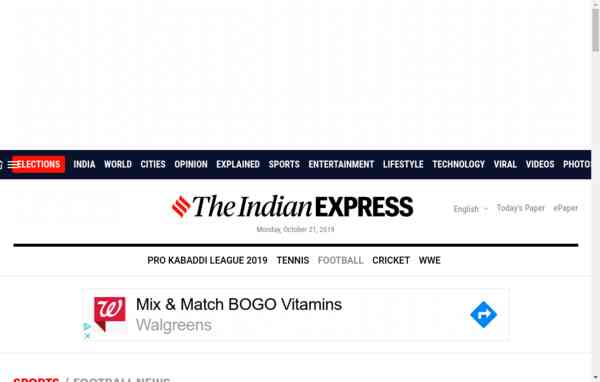 ELECTIONS INDIA WORLD CITIES OPINION EXPLAINED SPORTS ENTERTAINMENT LIFESTYLE TECHNOLOGY VIRAL VIDEOS PHOTOS
The Indian EXPRESS
English Today's Paper ePaper
Monday, October 21, 2019
PRO KABADDI LEAGUE 2019 TENNIS FOOTBALL CRICKET WWE
Mix & Match BOGO Vitamins
Walgreens
SPORTS / FOOTBALL NEWS